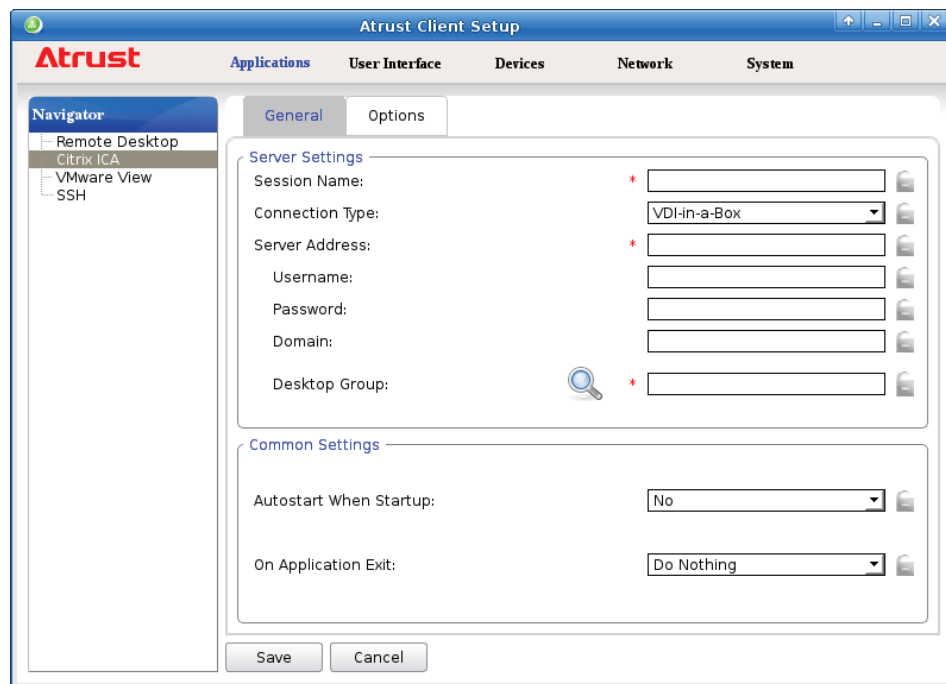 Atrust Client Setup
Atrust
Applications User Interface Devices Network System
Navigator
Remote Desktop
Citrix ICA
VMware View
SSH
General Options
Server Settings
Session Name: *
Connection Type: VDI-in-a-Box
Server Address: *
Username:
Password:
Domain:
Desktop Group: *
Common Settings
Autostart When Startup: No
On Application Exit: Do Nothing
Save Cancel